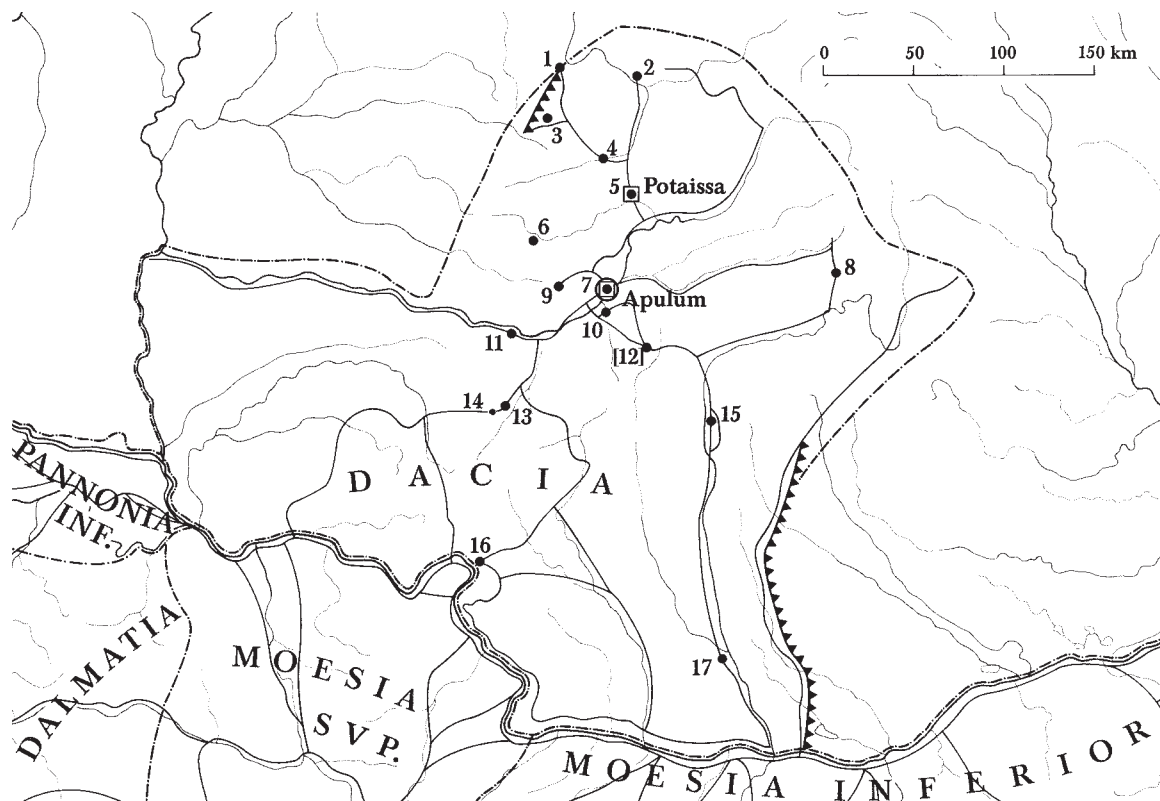 0 50 100 150 km
1
2
3
4
5 Potaissa
6
7
Apulum
8
9
10
11
[12]
13
14
15
16
17
DACIA
PANNONIA
INF.
DALMATIA
MOESIA
SVP.
MOESIA INFERIOR